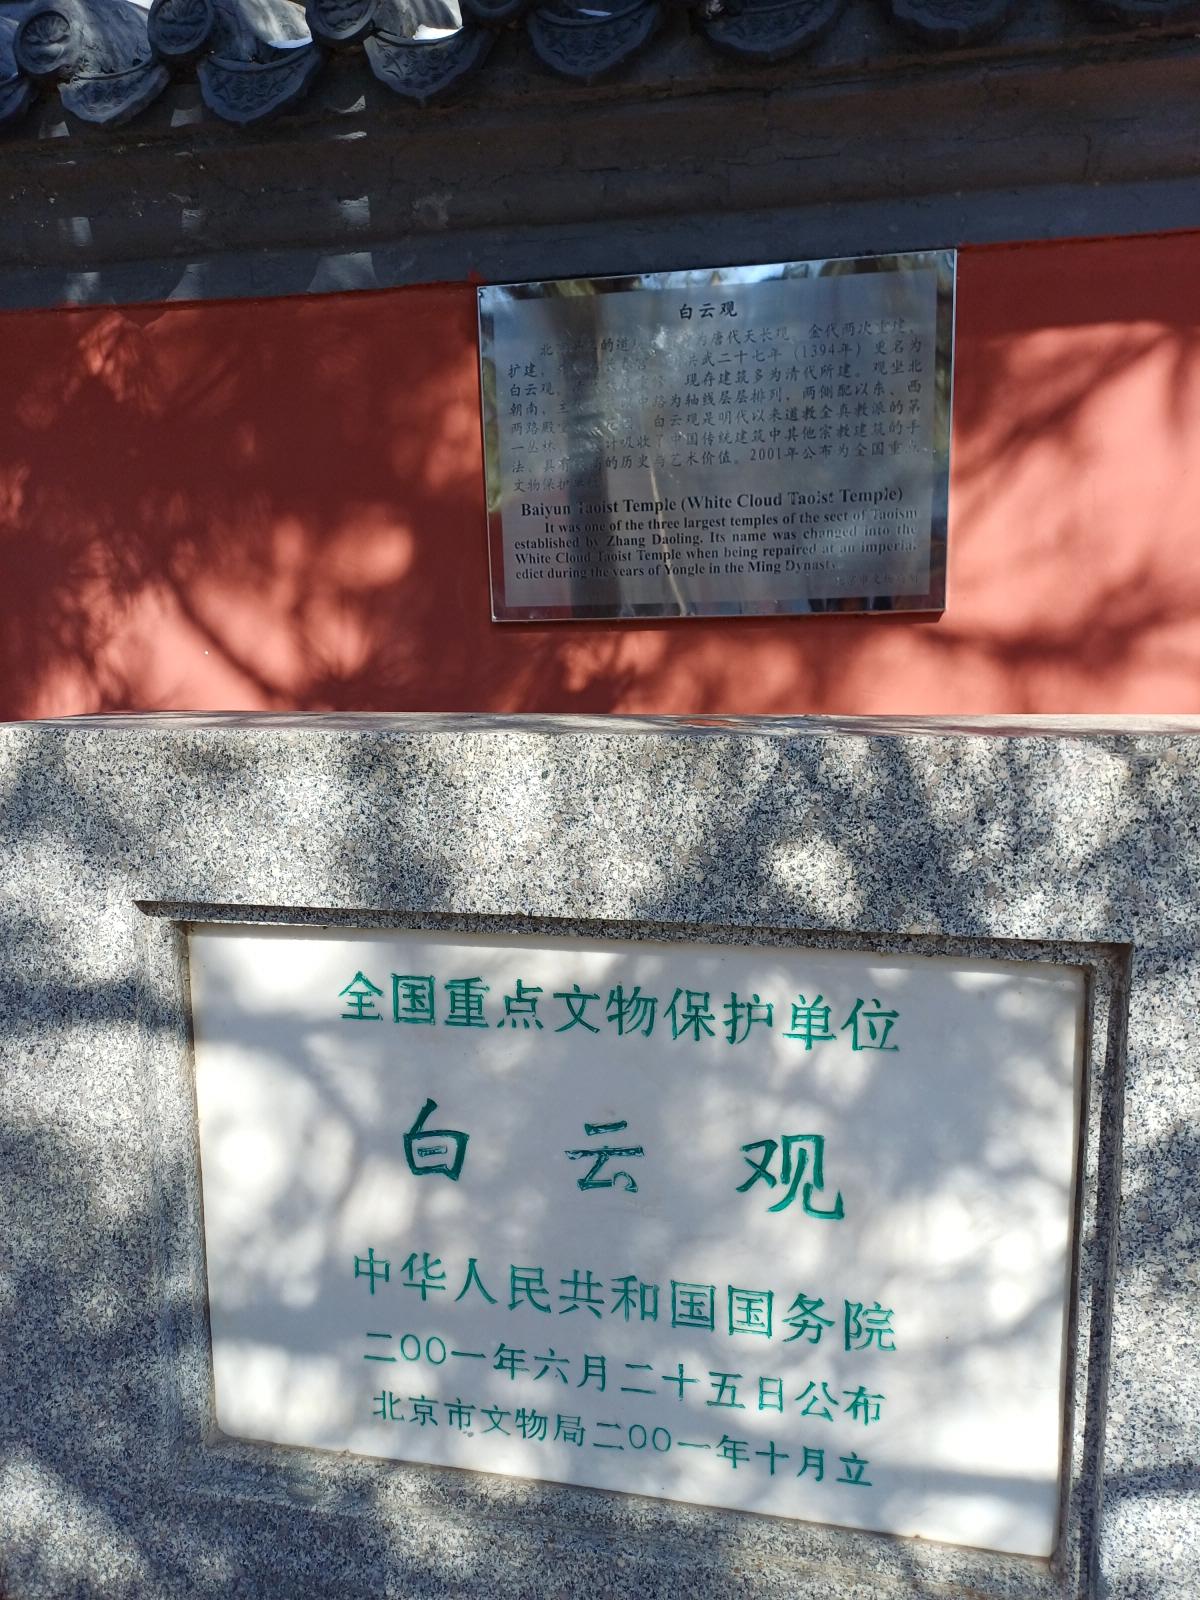 白云观
为唐代天长观 金代两次重建、
扩建, 武二十七年 (1394年) 更名为
白云观, 现存建筑多为清代所建。观坐北
朝南, 中路为轴线层层排列, 两侧配以东、西
两路殿 白云观是明代以来道教全真教派的第
一丛林, 计吸收了中国传统建筑中其他宗教建筑的手
法, 具有 的历史与艺术价值。2001年公布为全国重点
文物保护单位
Baiyun Taoist Temple (White Cloud Taoist Temple)
It was one of the three largest temples of the sect of Taoism
established by Zhang Daoling. Its name was changed into the
White Cloud Taoist Temple when being repaired at an imperial
edict during the years of Yongle in the Ming Dynasty.
全国重点文物保护单位
白云观
中华人民共和国国务院
二〇〇一年六月二十五日公布
北京市文物局二〇〇一年十月立